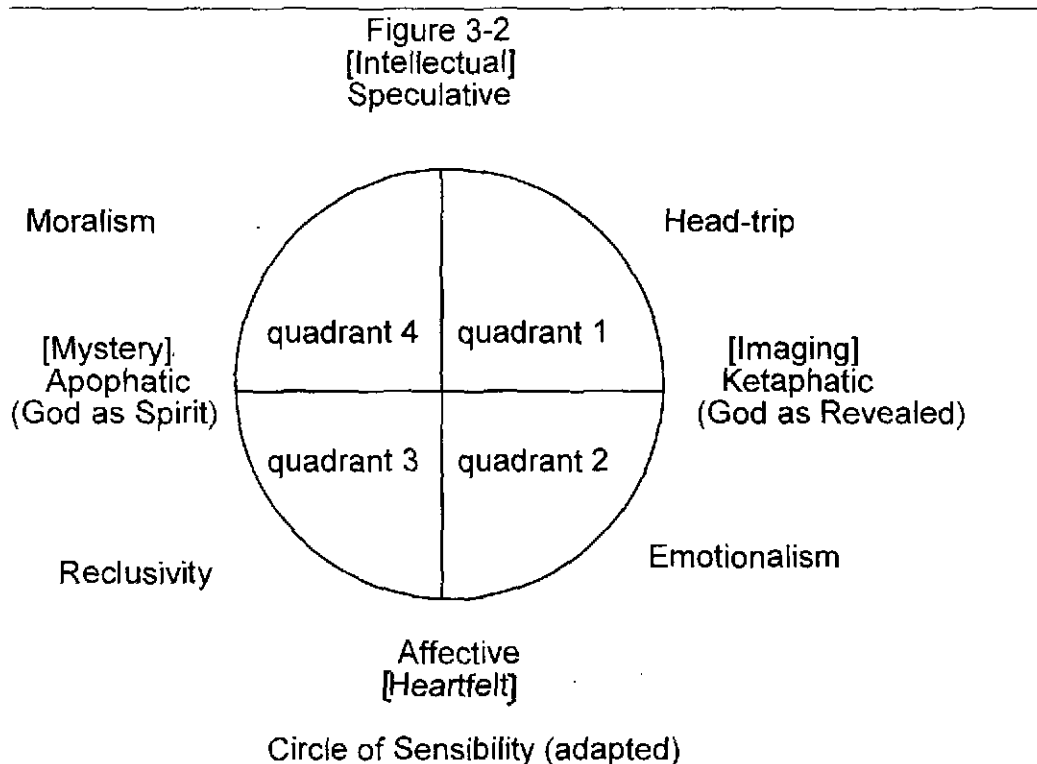 Figure 3-2
[Intellectual]
Speculative
Moralism
Head-trip
quadrant 4
quadrant 1
[Mystery]
Apophatic
(God as Spirit)
[Imaging]
Ketaphatic
(God as Revealed)
quadrant 3
quadrant 2
Reclusivity
Emotionalism
Affective
[Heartfelt]
Circle of Sensibility (adapted)